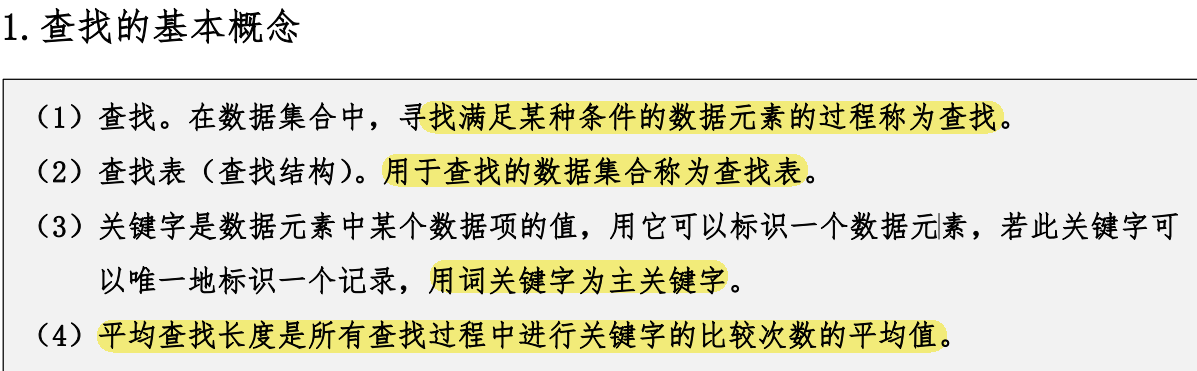 1.查找的基本概念
（1）查找。在数据集合中，寻找满足某种条件的数据元素的过程称为查找。
（2）查找表（查找结构）。用于查找的数据集合称为查找表。
（3）关键字是数据元素中某个数据项的值，用它可以标识一个数据元素，若此关键字可
以唯一地标识一个记录，用词关键字为主关键字。
（4）平均查找长度是所有查找过程中进行关键字的比较次数的平均值。